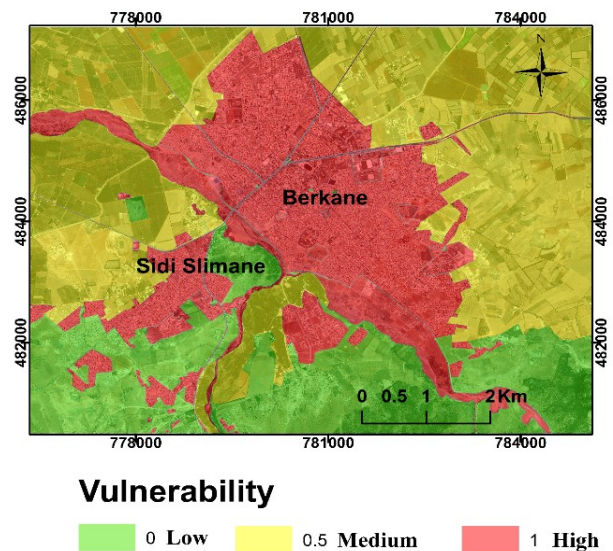 778000 781000 784000
N
486000 486000
Berkane
484000 484000
Sldi Slimane
482000 482000
0 0.5 1 2 Km
778000 781000 784000
Vulnerability
0 Low 0.5 Medium 1 High